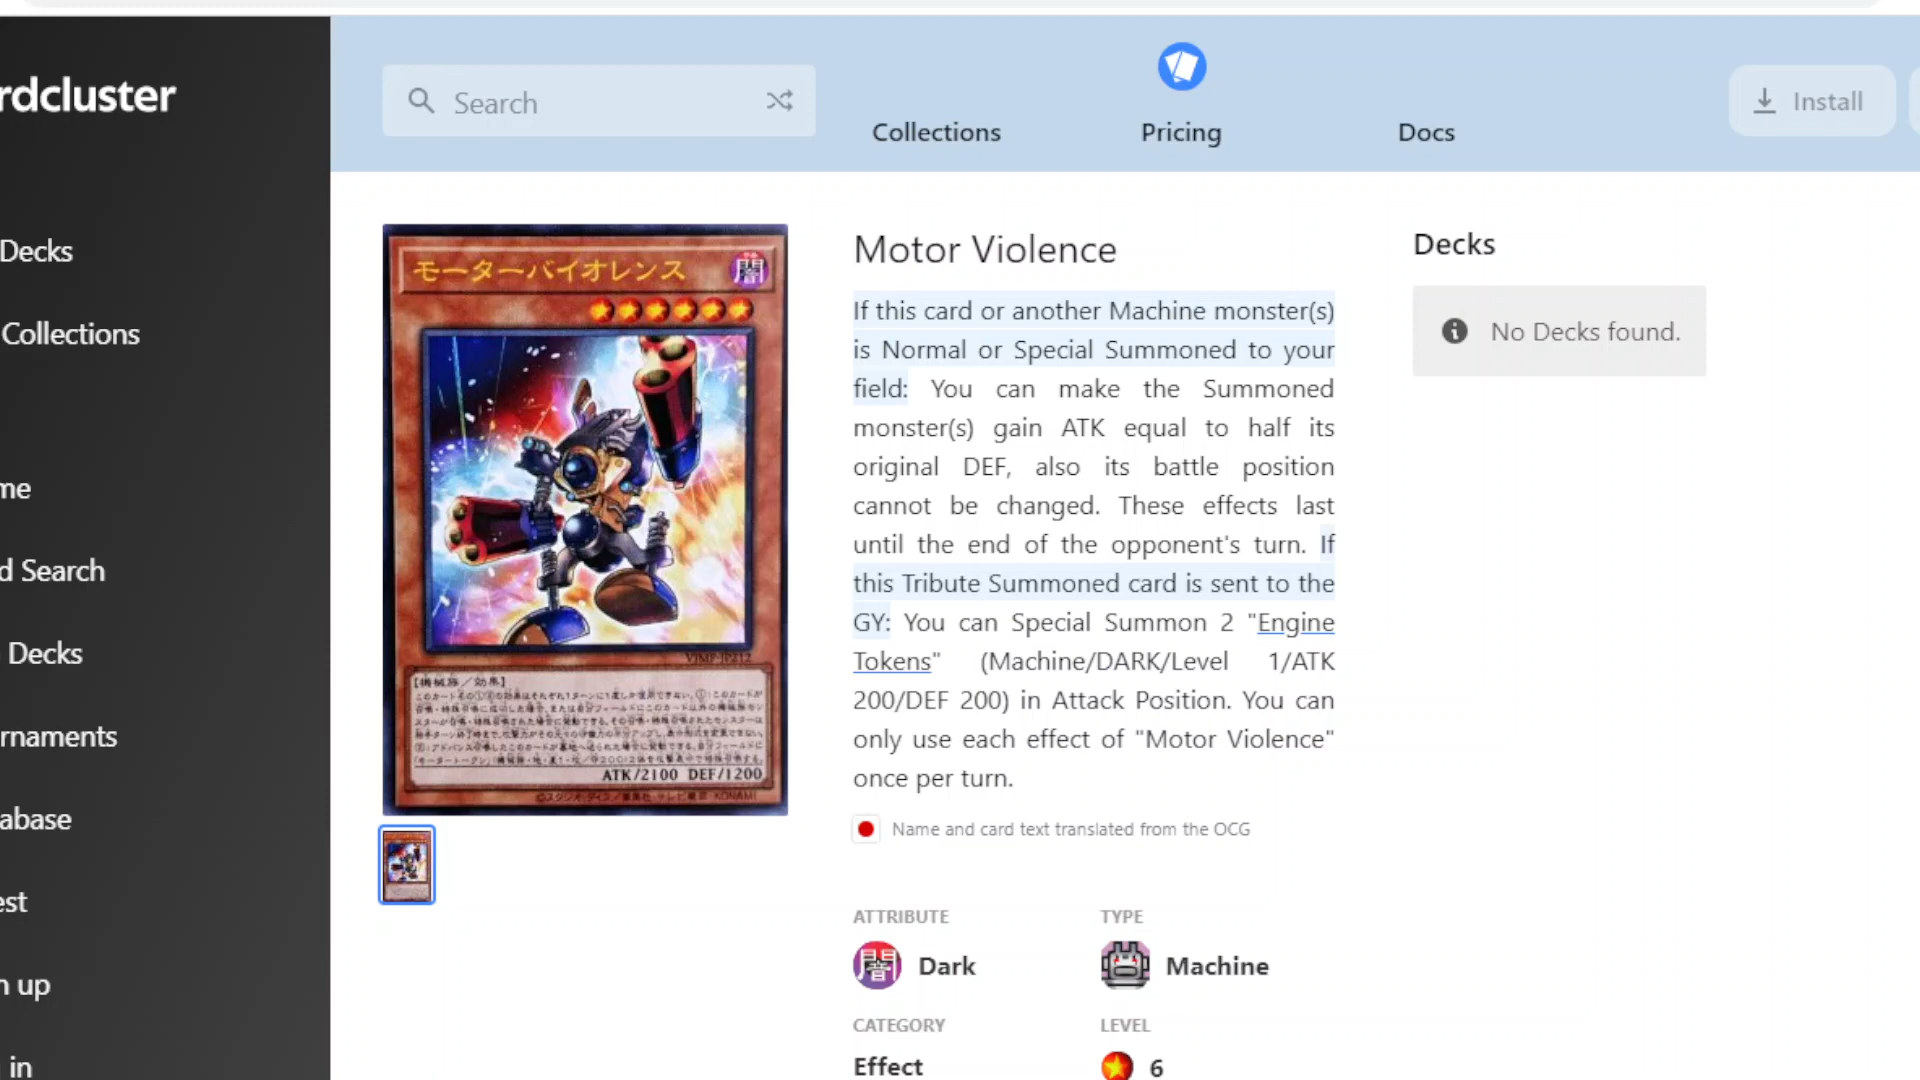 rdcluster
Search
Collections
Pricing
Docs
Install
Decks
Collections
me
d Search
Decks
rnaments
abase
est
n up
in
モーターバイオレンス
闇
VJMP-JP212
【機械族/効果】
ATK/2100 DEF/1200
Motor Violence
If this card or another Machine monster(s)
is Normal or Special Summoned to your
field: You can make the Summoned
monster(s) gain ATK equal to half its
original DEF, also its battle position
cannot be changed. These effects last
until the end of the opponent's turn. If
this Tribute Summoned card is sent to the
GY: You can Special Summon 2 "Engine
Tokens" (Machine/DARK/Level 1/ATK
200/DEF 200) in Attack Position. You can
only use each effect of "Motor Violence"
once per turn.
Name and card text translated from the OCG
ATTRIBUTE
TYPE
闇
Dark
Machine
CATEGORY
LEVEL
Effect
6
Decks
No Decks found.